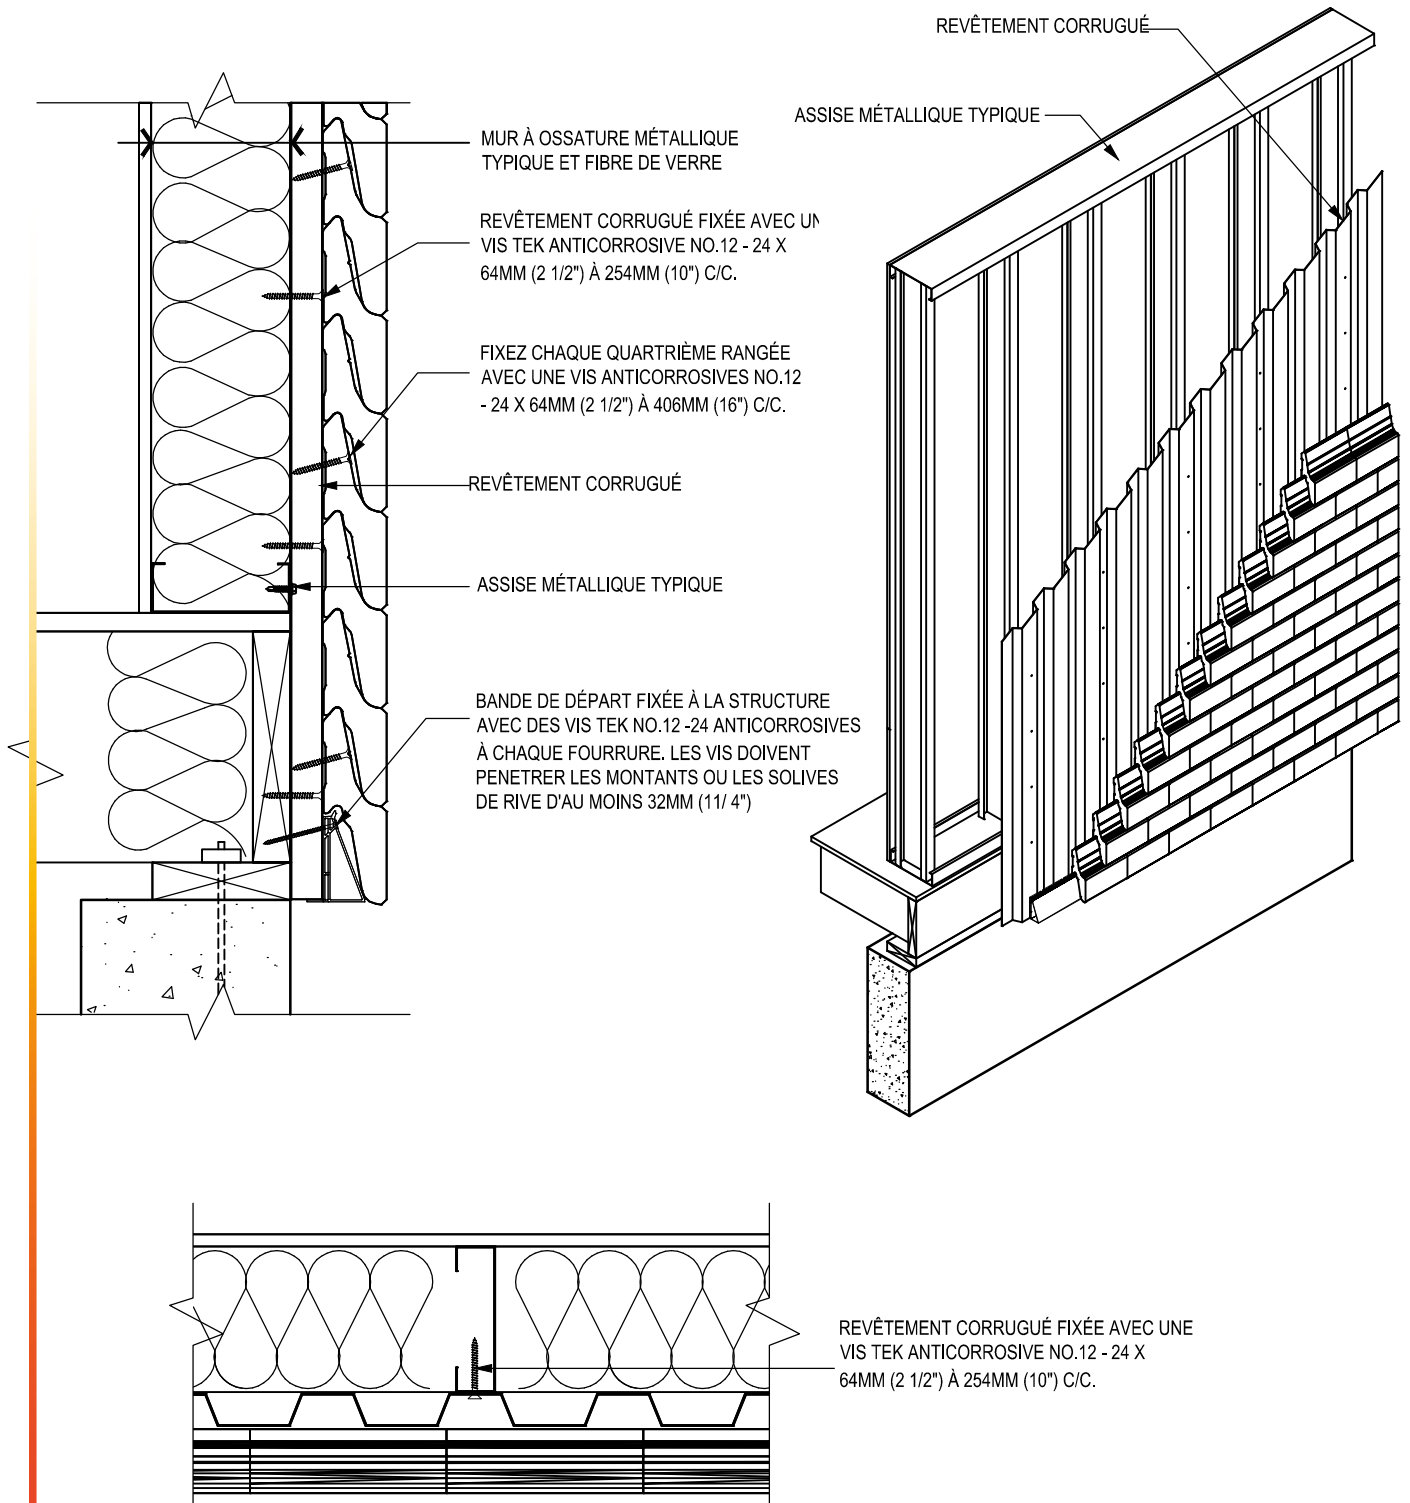 REVÊTEMENT CORRUGUÉ
ASSISE MÉTALLIQUE TYPIQUE
MUR À OSSATURE MÉTALLIQUE
TYPIQUE ET FIBRE DE VERRE
REVÊTEMENT CORRUGUÉ FIXÉE AVEC UN
VIS TEK ANTICORROSIVE NO.12 - 24 X
64MM (2 1/2") À 254MM (10") C/C.
FIXEZ CHAQUE QUARTRIÈME RANGÉE
AVEC UNE VIS ANTICORROSIVES NO.12
- 24 X 64MM (2 1/2") À 406MM (16") C/C.
REVÊTEMENT CORRUGUÉ
ASSISE MÉTALLIQUE TYPIQUE
BANDE DE DÉPART FIXÉE À LA STRUCTURE
AVEC DES VIS TEK NO.12 -24 ANTICORROSIVES
À CHAQUE FOURRURE. LES VIS DOIVENT
PENETRER LES MONTANTS OU LES SOLIVES
DE RIVE D'AU MOINS 32MM (11/ 4")
REVÊTEMENT CORRUGUÉ FIXÉE AVEC UNE
VIS TEK ANTICORROSIVE NO.12 - 24 X
64MM (2 1/2") À 254MM (10") C/C.